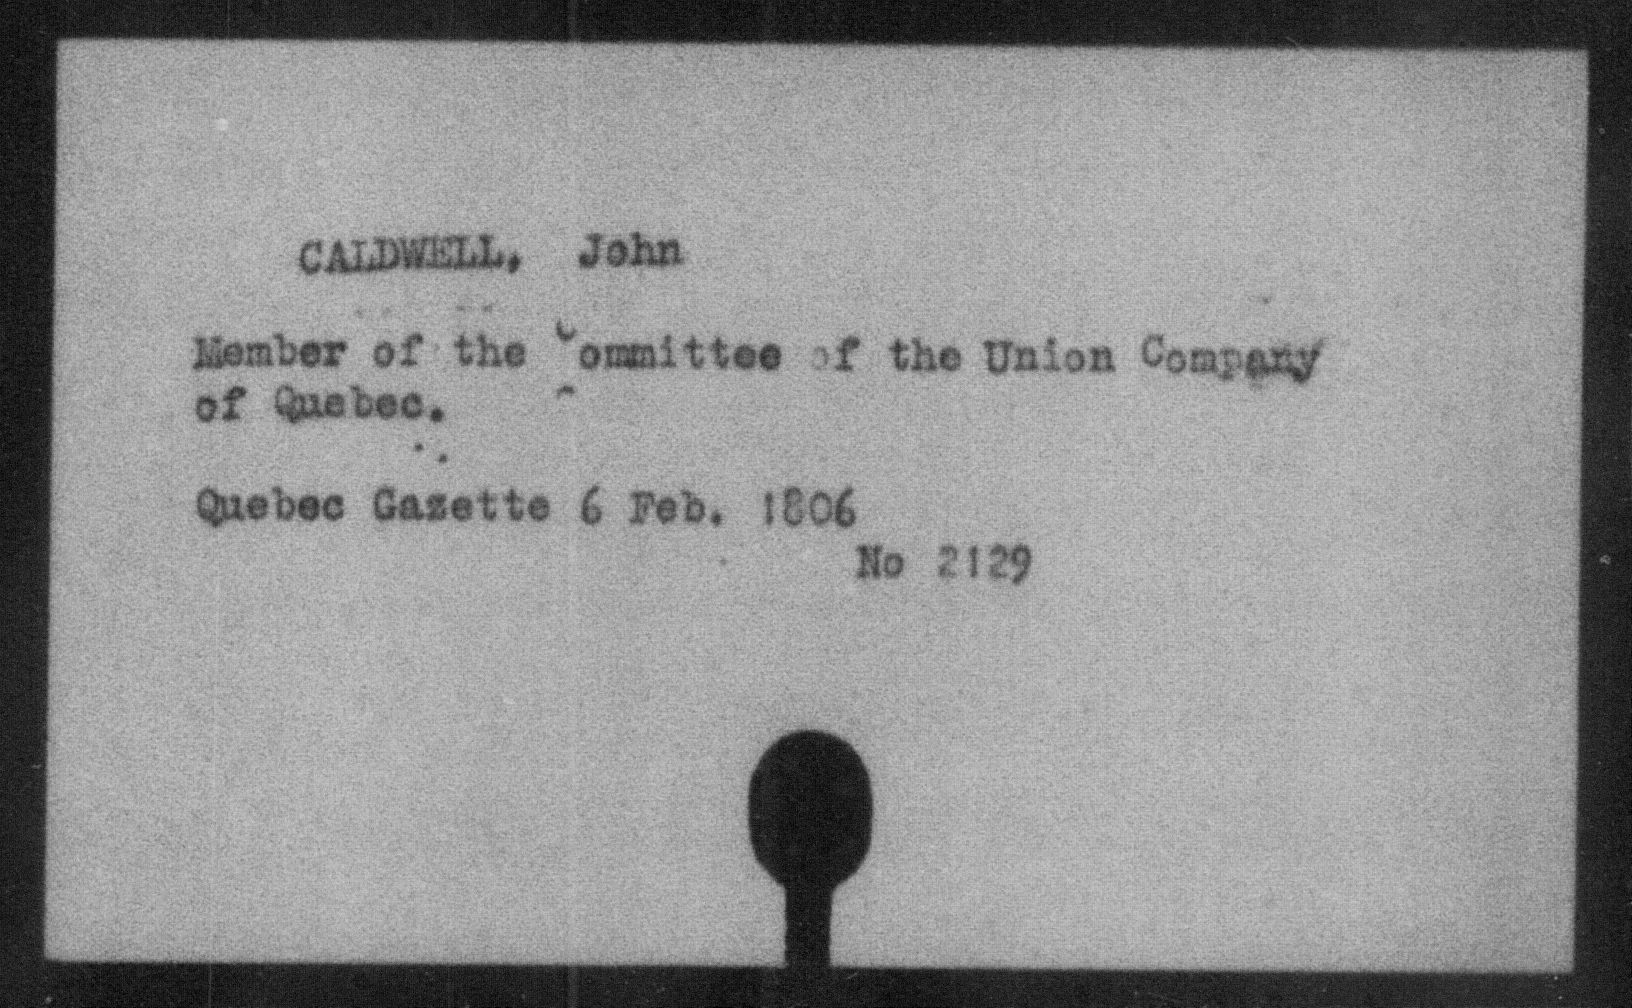 CALDWELL, John
Member of the Committee of the Union Company
of Quebec.
Quebec Gazette 6 Feb. 1806
No 2129